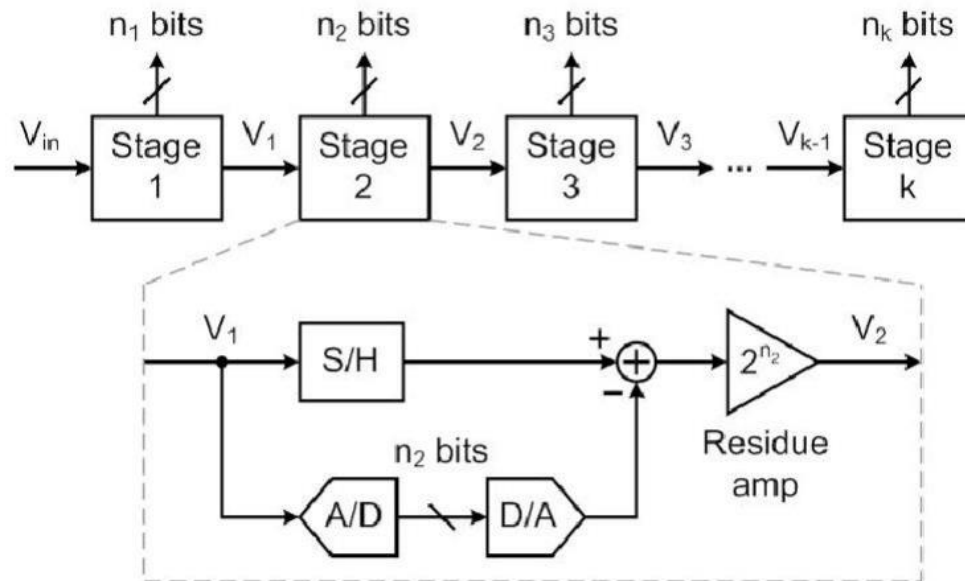 n₁ bits n₂ bits n₃ bits nₖ bits
Vᵢₙ Stage 1 V₁ Stage 2 V₂ Stage 3 V₃ ... Vₖ₋₁ Stage k
V₁ S/H + − + 2ⁿ² V₂
Residue
amp
n₂ bits
A/D D/A